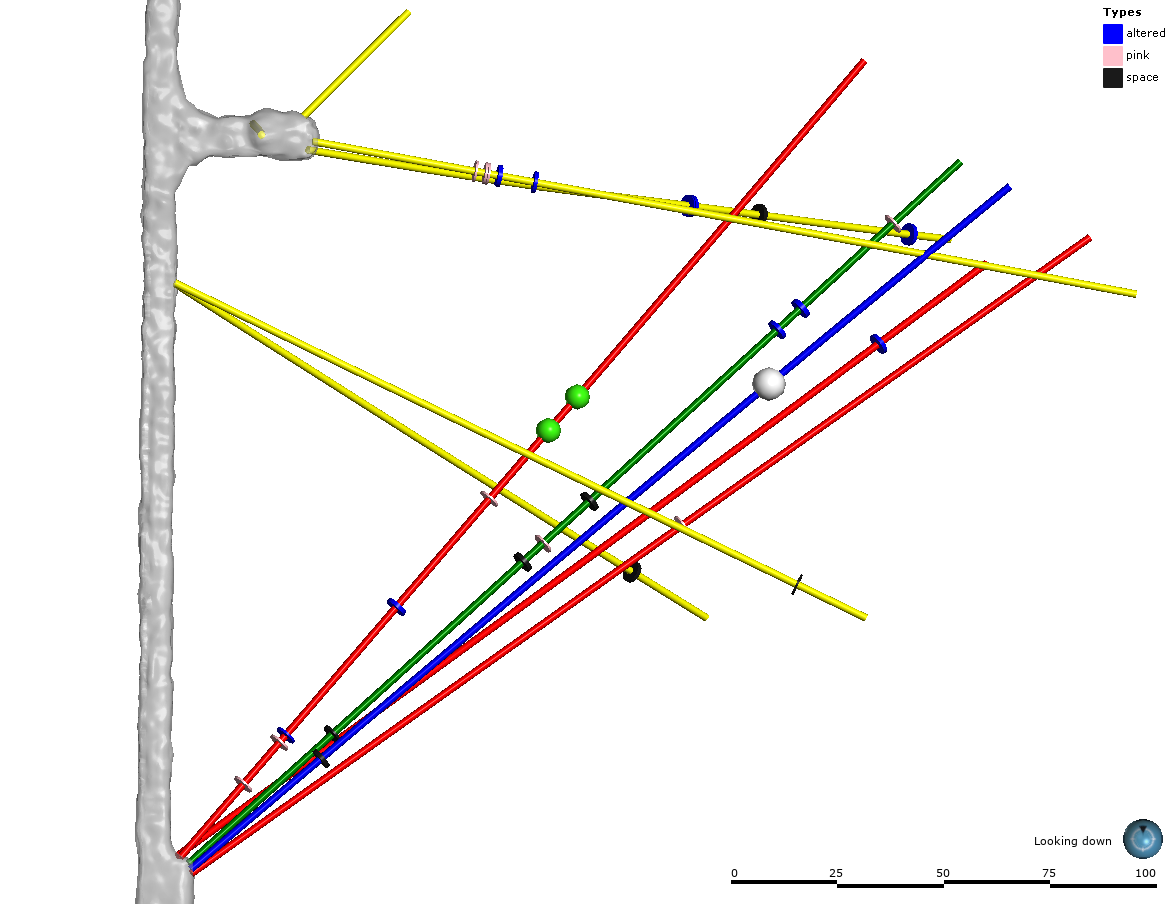 Types
altered
pink
space
Looking down
0 25 50 75 100